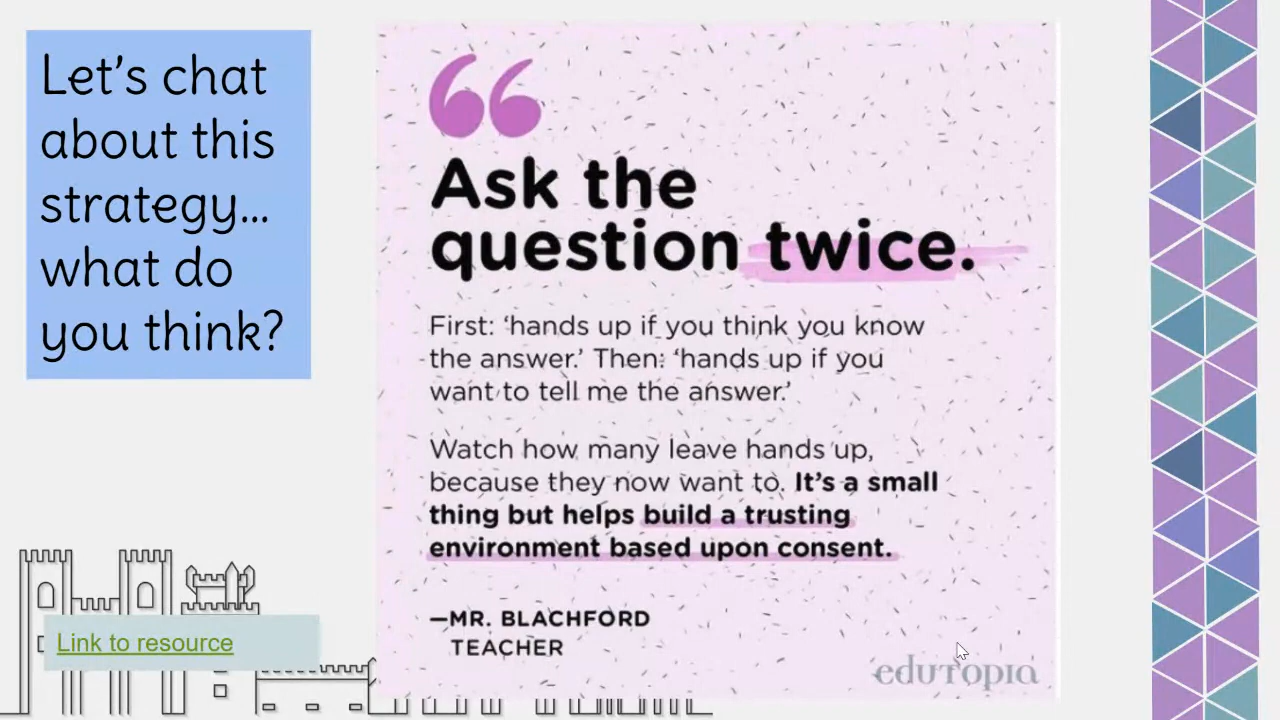 Let's chat
about this
strategy...
what do
you think?
Ask the
question twice.
First: ‘hands up if you think you know
the answer.’ Then: ‘hands up if you
want to tell me the answer.’
Watch how many leave hands up,
because they now want to. It’s a small
thing but helps build a trusting
environment based upon consent.
—MR. BLACHFORD
TEACHER
edutopia
Link to resource